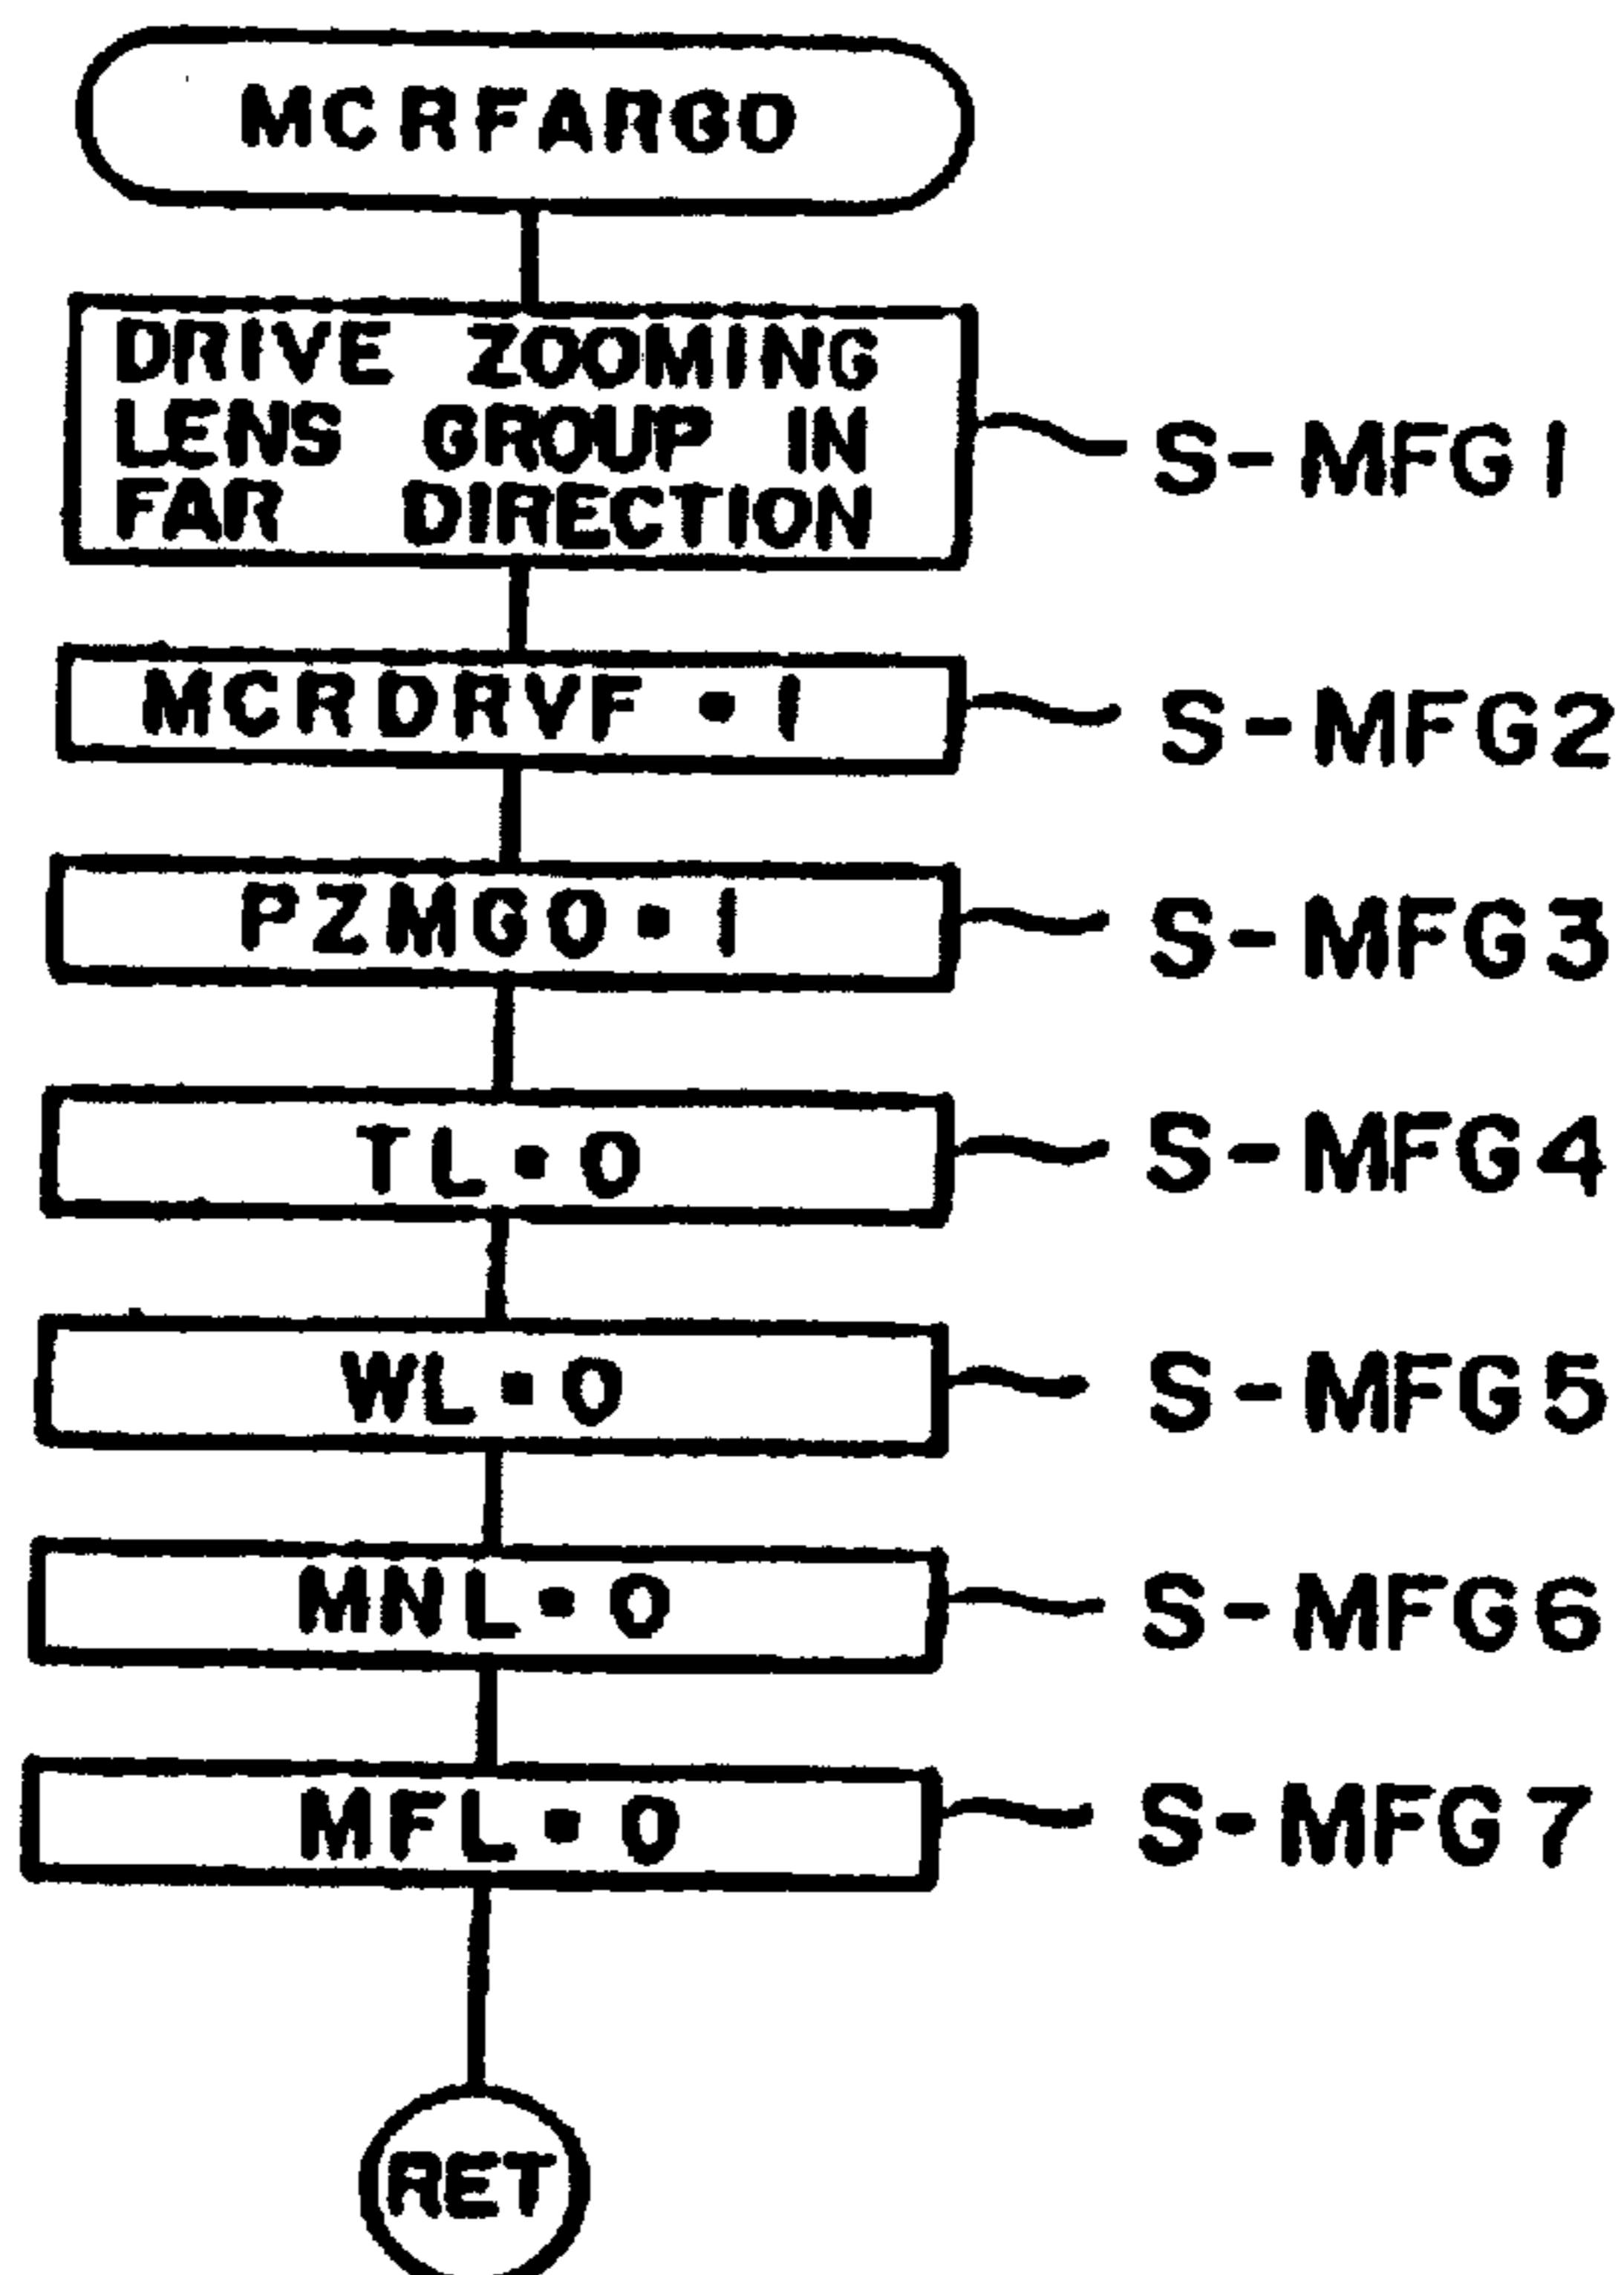 MCRFARGO
DRIVE ZOOMING
LENS GROUP IN
FAR DIRECTION
S-MFG1
MCRDRVF • 1
S-MFG2
PZMGO • 1
S-MFG3
TL • 0
S-MFG4
WL • 0
S-MFG5
MNL • 0
S-MFG6
MFL • 0
S-MFG7
RET